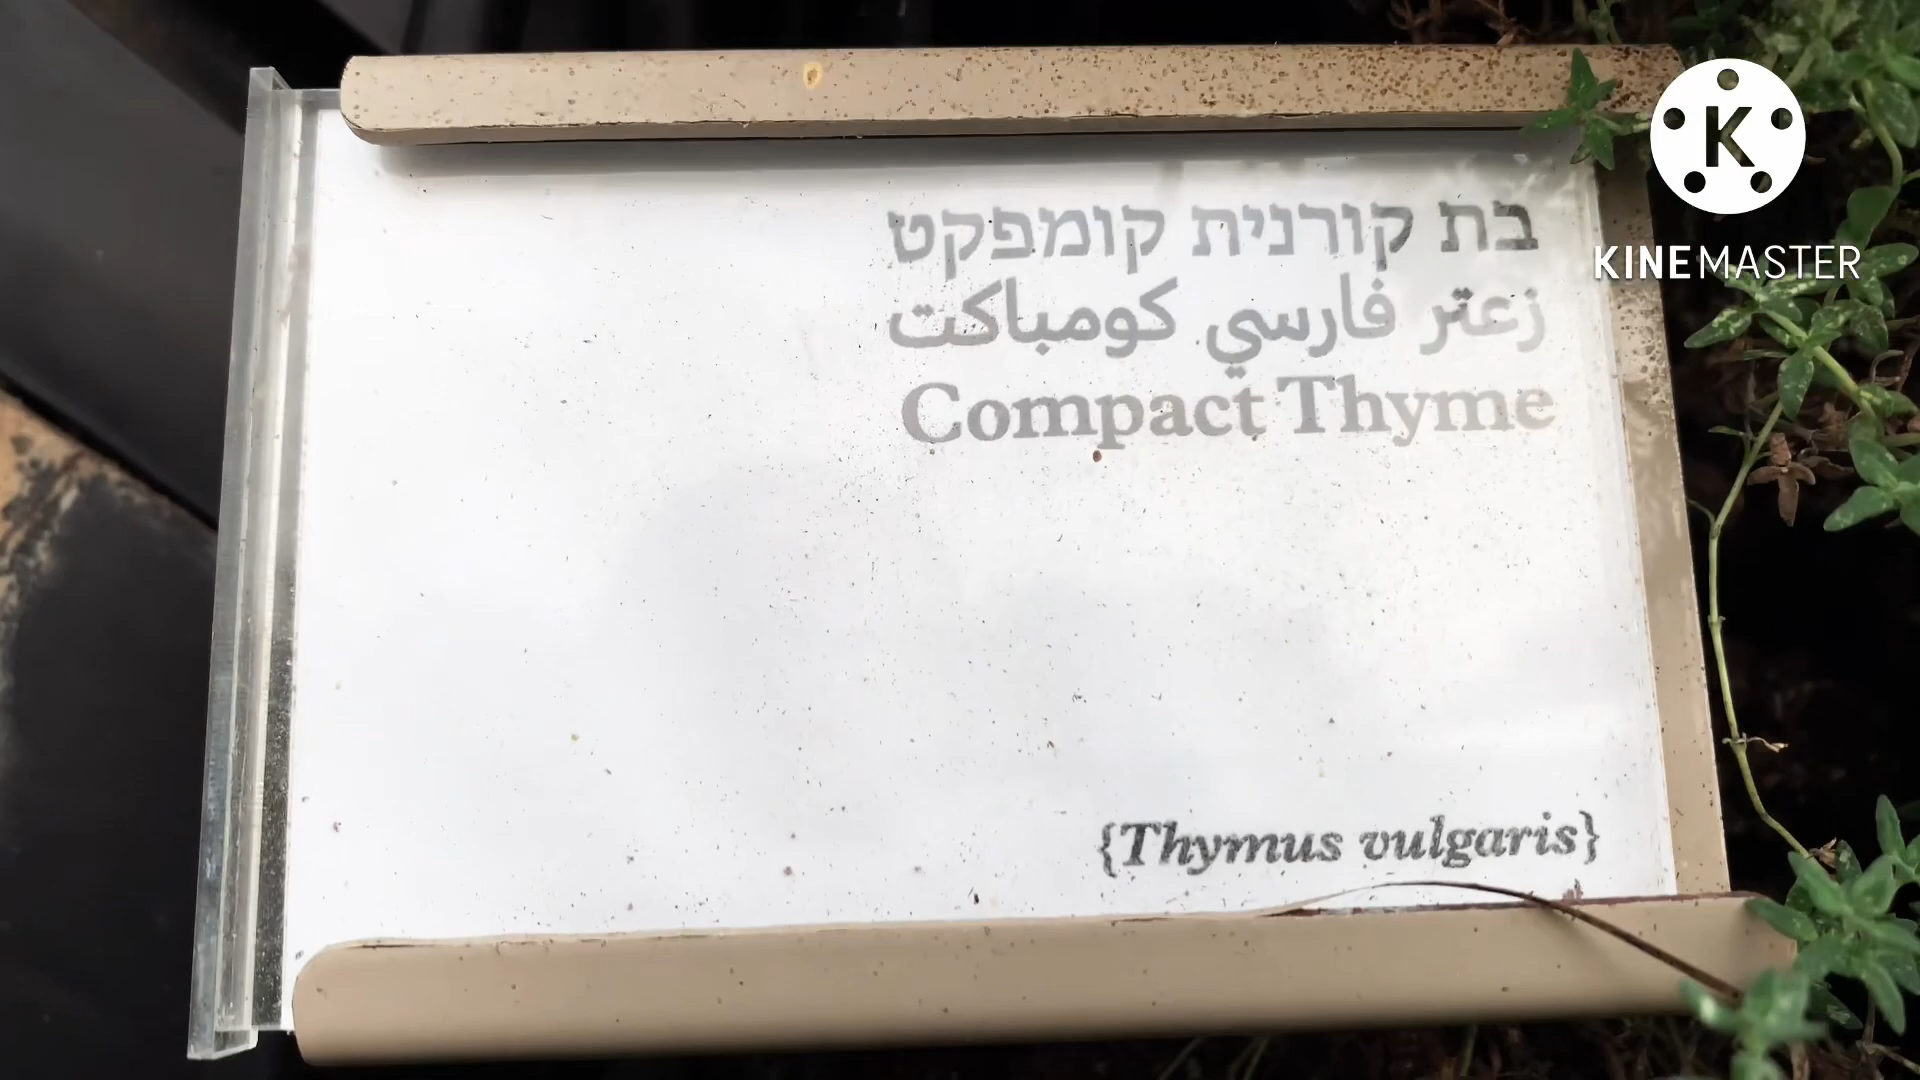 בת קורנית קומפקט
زعتر فارسي كومباكت
Compact Thyme
{Thymus vulgaris}
K
KINEMASTER